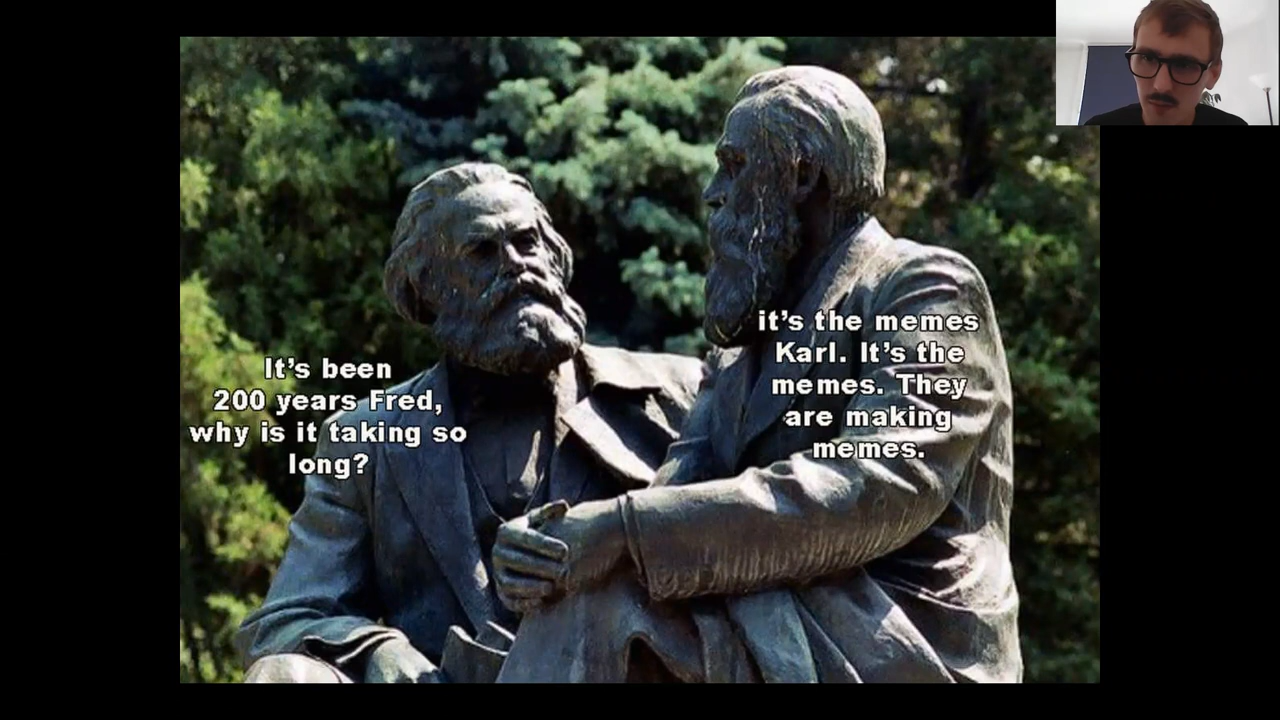 It's been
200 years Fred,
why is it taking so
long?
it's the memes
Karl. It's the
memes. They
are making
memes.